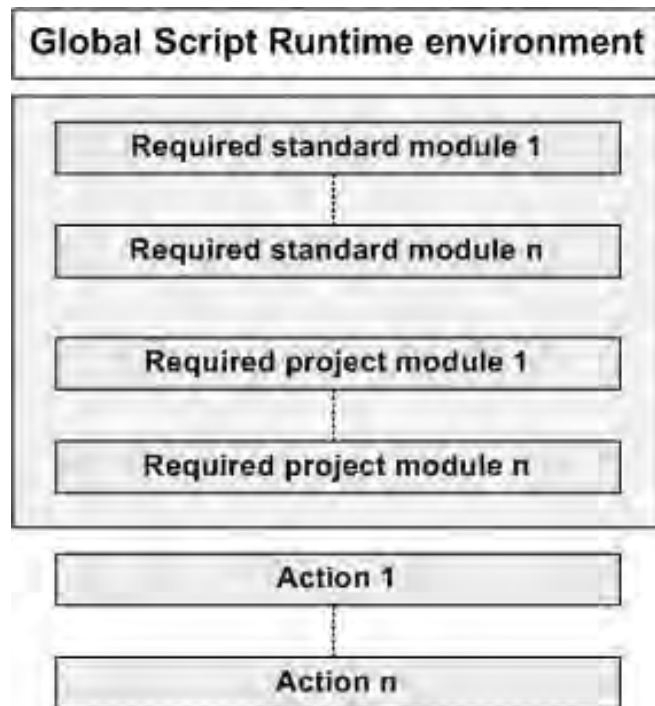 Global Script Runtime environment
Required standard module 1
Required standard module n
Required project module 1
Required project module n
Action 1
Action n